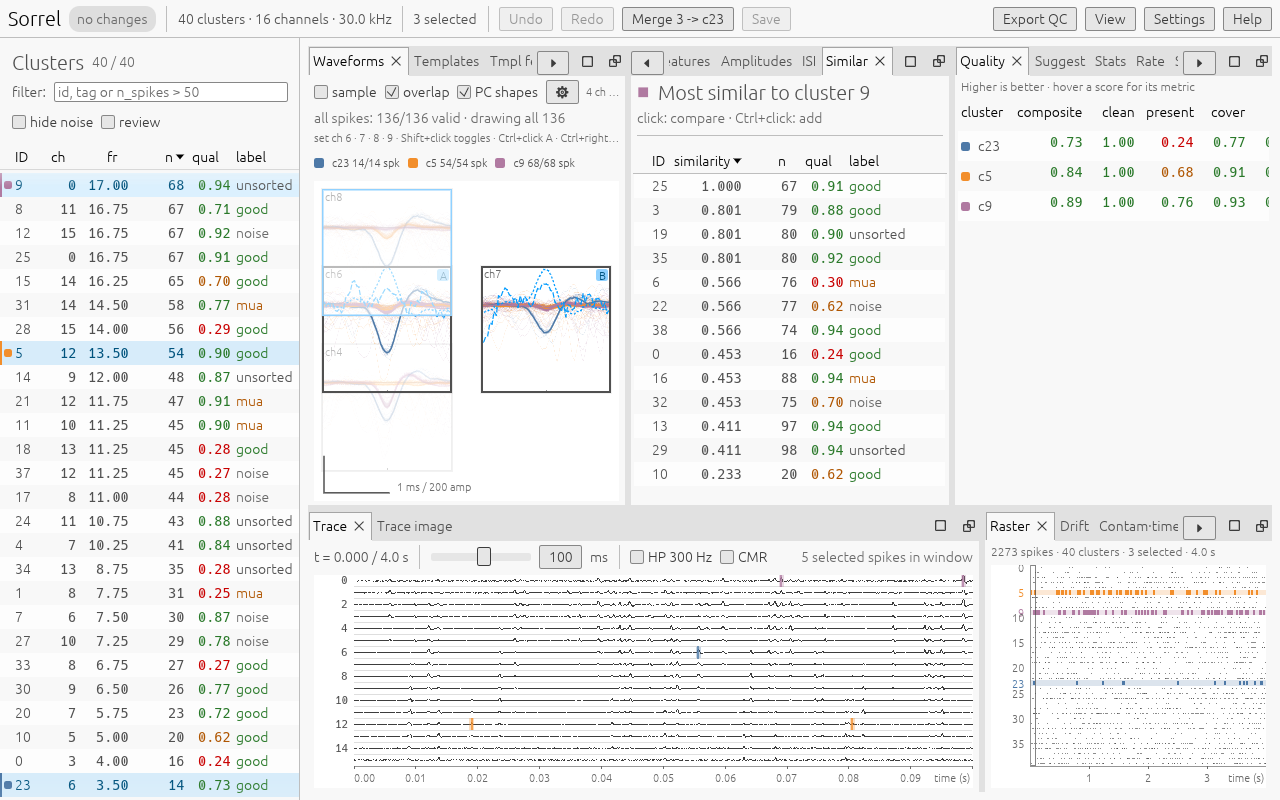 Sorrel no changes 40 clusters · 16 channels · 30.0 kHz 3 selected Undo Redo Merge 3 -> c23 Save Export QC View Settings Help
Clusters 40 / 40
filter: id, tag or n_spikes > 50
hide noise review
ID ch fr n qual label
9 0 17.00 68 0.94 unsorted
8 11 16.75 67 0.71 good
12 15 16.75 67 0.92 noise
25 0 16.75 67 0.91 good
15 14 16.25 65 0.70 good
31 14 14.50 58 0.77 mua
28 15 14.00 56 0.29 good
5 12 13.50 54 0.90 good
14 9 12.00 48 0.87 unsorted
21 12 11.75 47 0.91 mua
11 10 11.25 45 0.90 mua
18 13 11.25 45 0.28 good
37 12 11.25 45 0.27 noise
17 8 11.00 44 0.28 noise
24 11 10.75 43 0.88 unsorted
4 7 10.25 41 0.84 unsorted
34 13 8.75 35 0.28 unsorted
1 8 7.75 31 0.25 mua
7 6 7.50 30 0.87 noise
27 10 7.25 29 0.78 noise
33 8 6.75 27 0.27 good
30 9 6.50 26 0.77 good
20 7 5.75 23 0.72 good
10 5 5.00 20 0.62 good
0 3 4.00 16 0.24 good
23 6 3.50 14 0.73 good
Waveforms Templates Tmpl f
sample overlap PC shapes 4 ch ...
all spikes: 136/136 valid · drawing all 136
set ch 6 · 7 · 8 · 9 · Shift+click toggles · Ctrl+click A · Ctrl+right...
c23 14/14 spk c5 54/54 spk c9 68/68 spk
ch8
ch6 A ch7 B
ch4
1 ms / 200 amp
eatures Amplitudes ISI Similar
Most similar to cluster 9
click: compare · Ctrl+click: add
ID similarity n qual label
25 1.000 67 0.91 good
3 0.801 79 0.88 good
19 0.801 80 0.90 unsorted
35 0.801 80 0.92 good
6 0.566 76 0.30 mua
22 0.566 77 0.62 noise
38 0.566 74 0.94 good
0 0.453 16 0.24 good
16 0.453 88 0.94 mua
32 0.453 75 0.70 noise
13 0.411 97 0.94 good
29 0.411 98 0.94 unsorted
10 0.233 20 0.62 good
Quality Suggest Stats Rate
Higher is better · hover a score for its metric
cluster composite clean present cover
c23 0.73 1.00 0.24 0.77
c5 0.84 1.00 0.68 0.91
c9 0.89 1.00 0.76 0.93
Trace Trace image
t = 0.000 / 4.0 s 100 ms HP 300 Hz CMR 5 selected spikes in window
0
2
4
6
8
10
12
14
0.00 0.01 0.02 0.03 0.04 0.05 0.06 0.07 0.08 0.09 time (s)
Raster Drift Contam-time
2273 spikes · 40 clusters · 3 selected · 4.0 s
0
5
9
10
15
20
23
25
30
35
1 2 3 time (s)